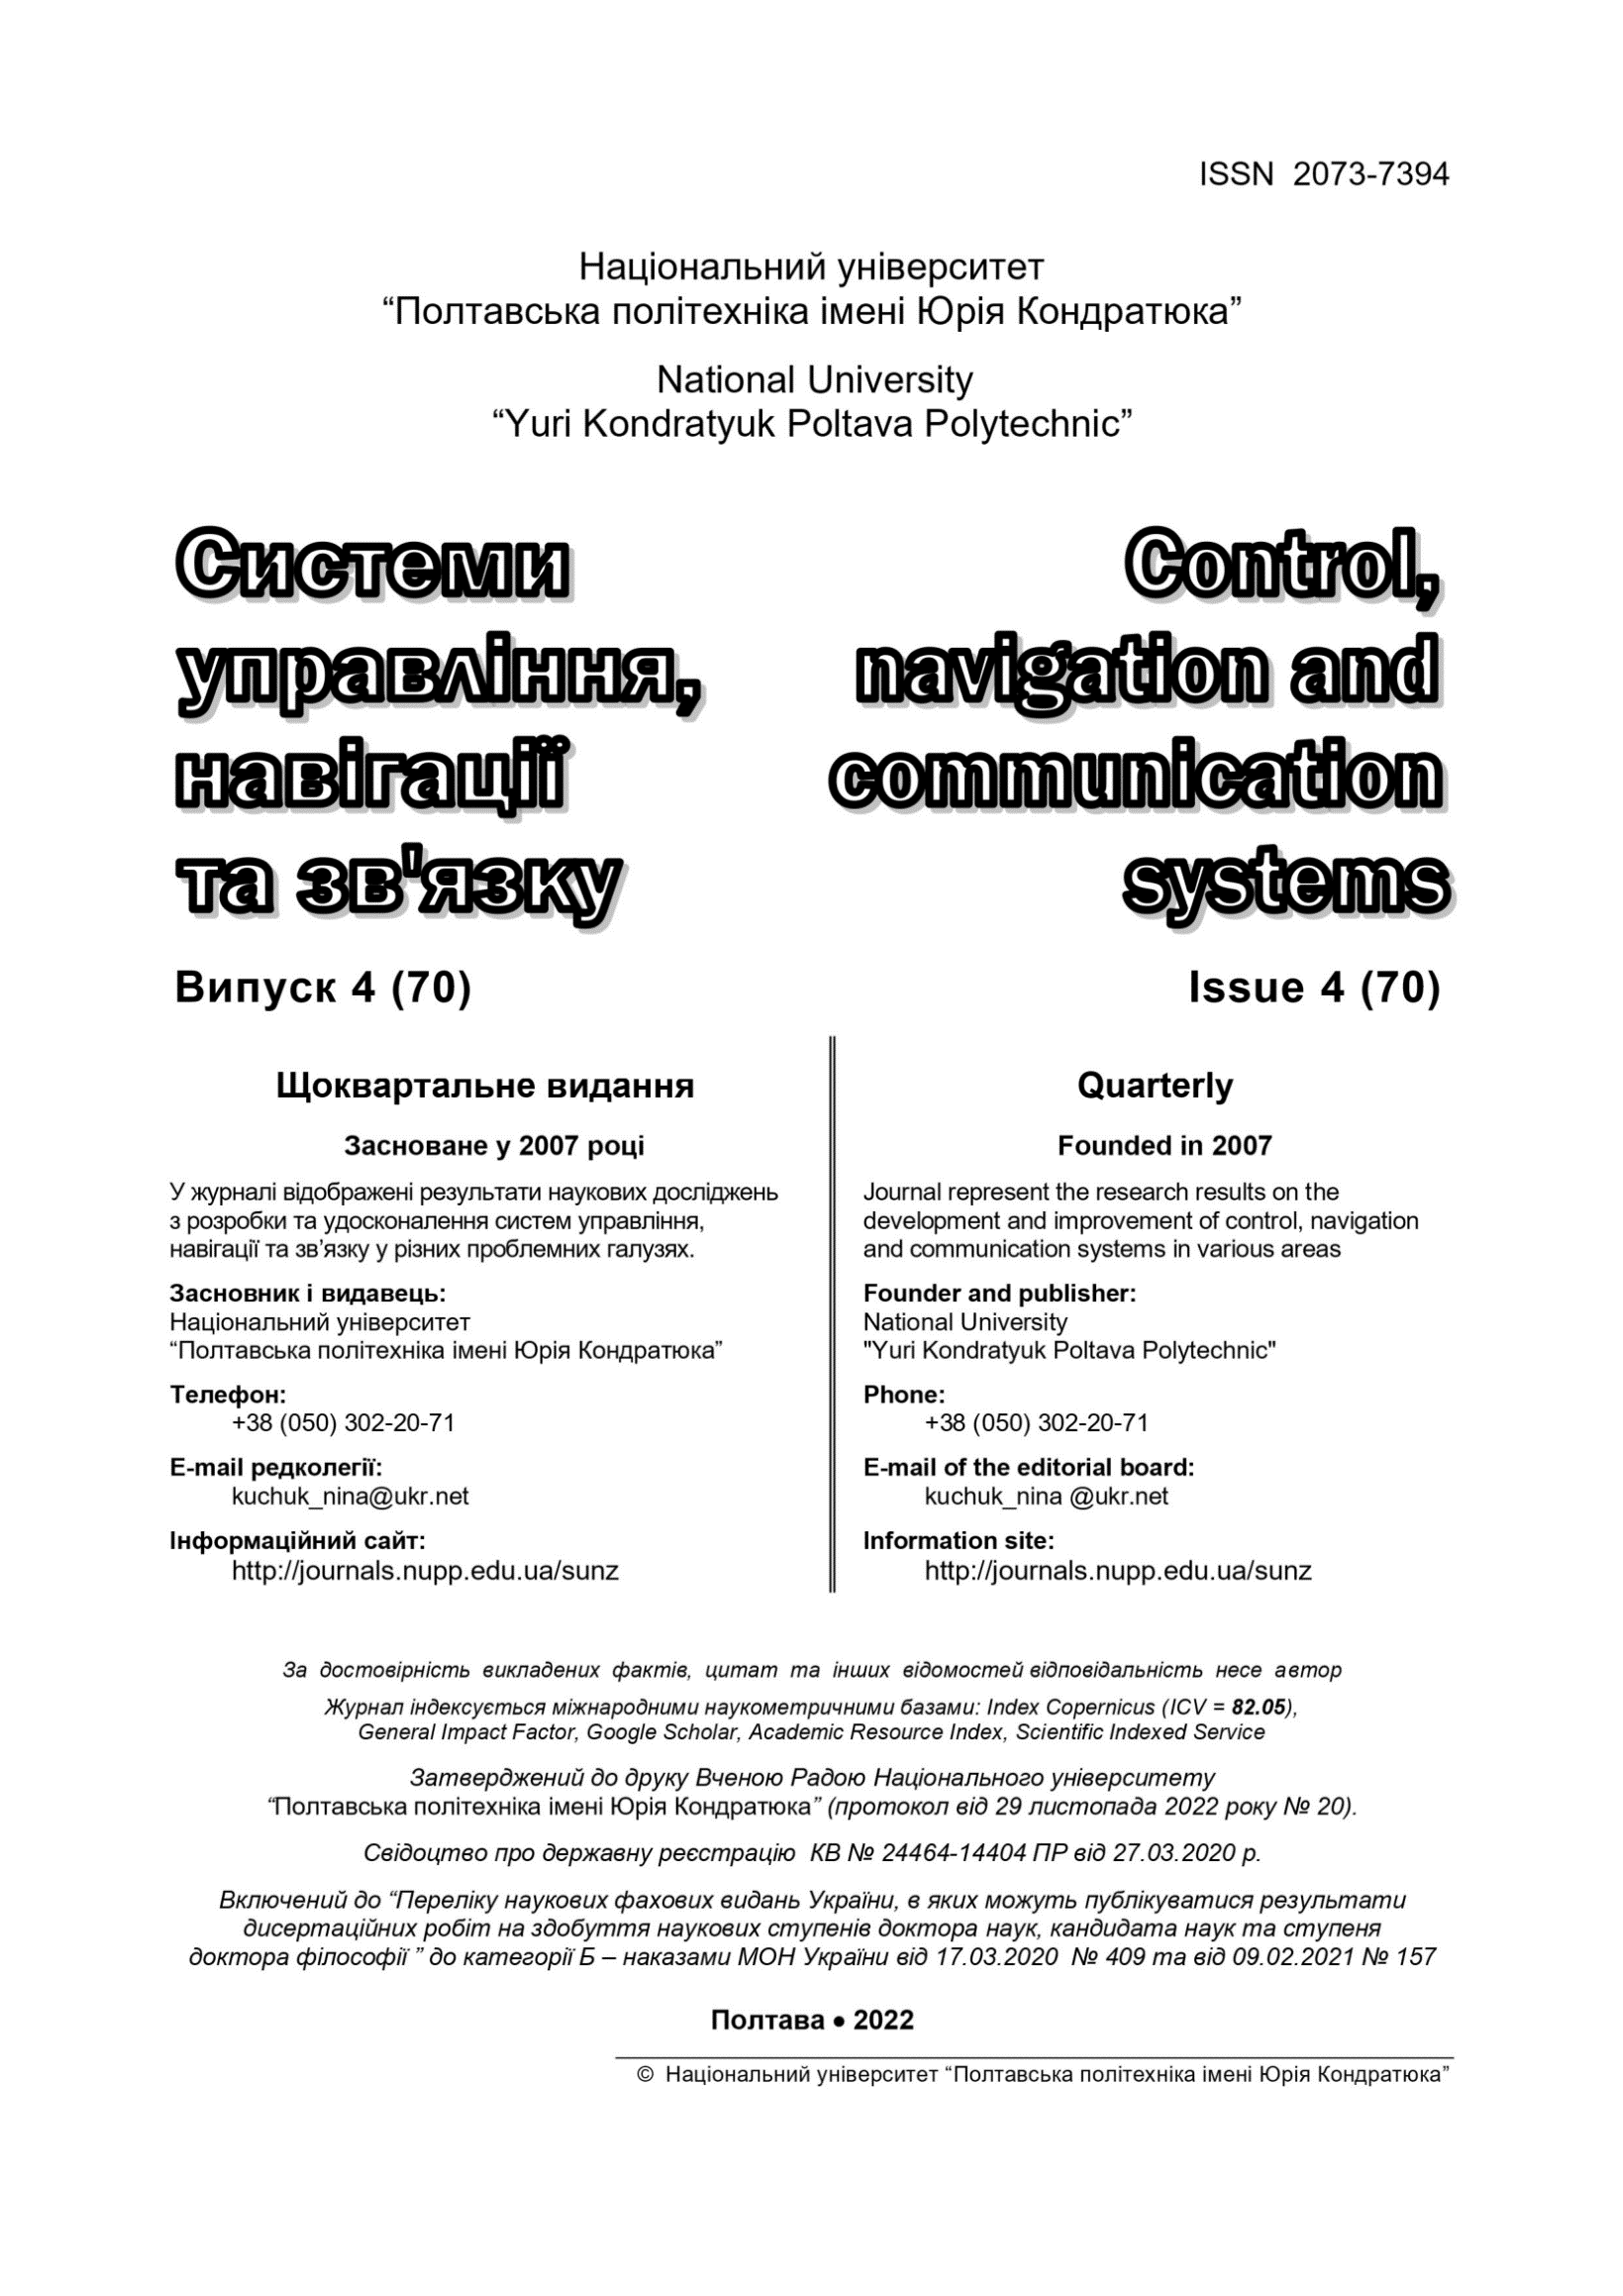 ISSN 2073-7394
Національний університет
“Полтавська політехніка імені Юрія Кондратюка”
National University
“Yuri Kondratyuk Poltava Polytechnic”
Системи
управління,
навігації
та зв'язку
Control,
navigation and
communication
systems
Випуск 4 (70)
Issue 4 (70)
Щоквартальне видання
Засноване у 2007 році
У журналі відображені результати наукових досліджень
з розробки та удосконалення систем управління,
навігації та зв’язку у різних проблемних галузях.
Засновник і видавець:
Національний університет
“Полтавська політехніка імені Юрія Кондратюка”
Телефон:
+38 (050) 302-20-71
E-mail редколегії:
kuchuk_nina@ukr.net
Інформаційний сайт:
http://journals.nupp.edu.ua/sunz
Quarterly
Founded in 2007
Journal represent the research results on the
development and improvement of control, navigation
and communication systems in various areas
Founder and publisher:
National University
"Yuri Kondratyuk Poltava Polytechnic"
Phone:
+38 (050) 302-20-71
E-mail of the editorial board:
kuchuk_nina @ukr.net
Information site:
http://journals.nupp.edu.ua/sunz
За достовірність викладених фактів, цитат та інших відомостей відповідальність несе автор
Журнал індексується міжнародними наукометричними базами: Index Copernicus (ICV = 82.05),
General Impact Factor, Google Scholar, Academic Resource Index, Scientific Indexed Service
Затверджений до друку Вченою Радою Національного університету
“Полтавська політехніка імені Юрія Кондратюка” (протокол від 29 листопада 2022 року № 20).
Свідоцтво про державну реєстрацію КВ № 24464-14404 ПР від 27.03.2020 р.
Включений до “Переліку наукових фахових видань України, в яких можуть публікуватися результати
дисертаційних робіт на здобуття наукових ступенів доктора наук, кандидата наук та ступеня
доктора філософії ” до категорії Б – наказами МОН України від 17.03.2020 № 409 та від 09.02.2021 № 157
Полтава • 2022
© Національний університет “Полтавська політехніка імені Юрія Кондратюка”